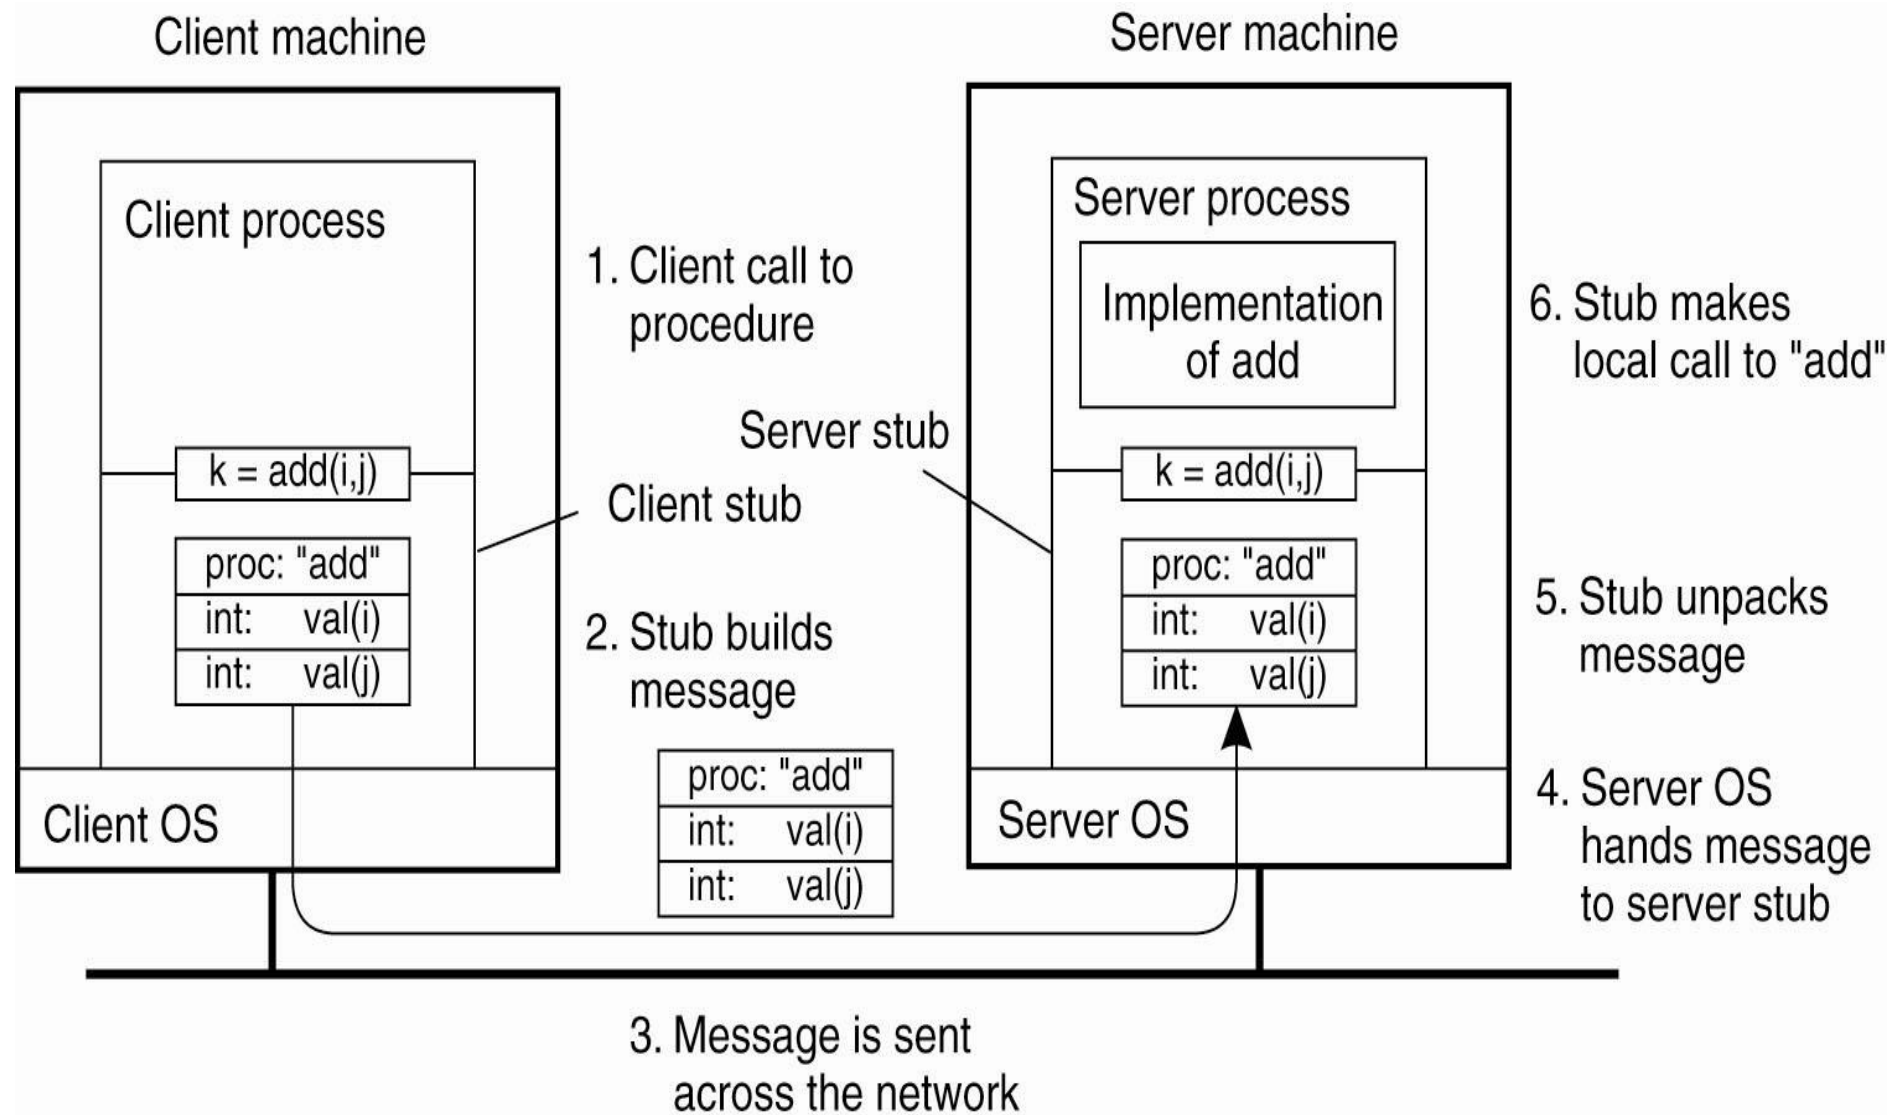 Client machine
Server machine
Client process
1. Client call to
procedure
k = add(i,j)
Client stub
proc: "add"
int: val(i)
int: val(j)
2. Stub builds
message
Client OS
proc: "add"
int: val(i)
int: val(j)
3. Message is sent
across the network
Server process
Implementation
of add
Server stub
k = add(i,j)
proc: "add"
int: val(i)
int: val(j)
Server OS
6. Stub makes
local call to "add"
5. Stub unpacks
message
4. Server OS
hands message
to server stub